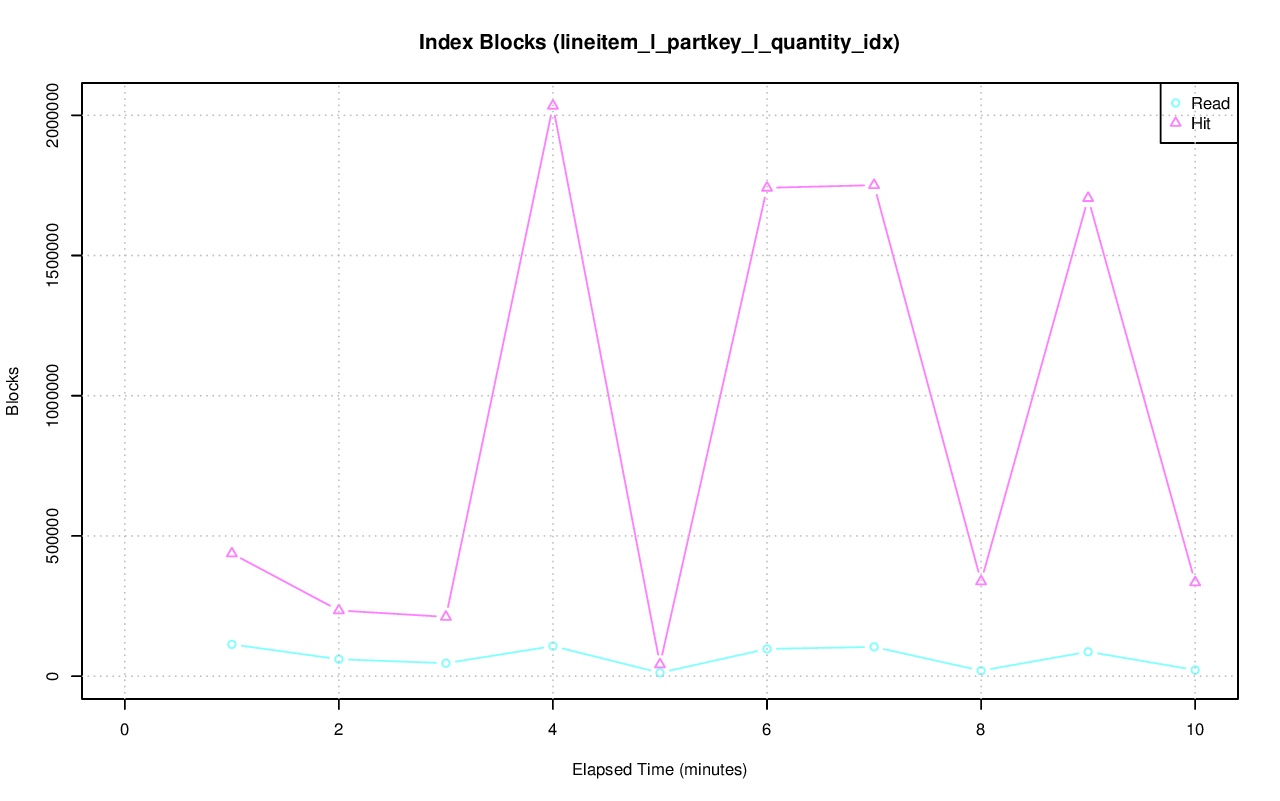 Index Blocks (lineitem_l_partkey_l_quantity_idx)
Read
Hit
2000000
1500000
1000000
500000
0
Blocks
0 2 4 6 8 10
Elapsed Time (minutes)